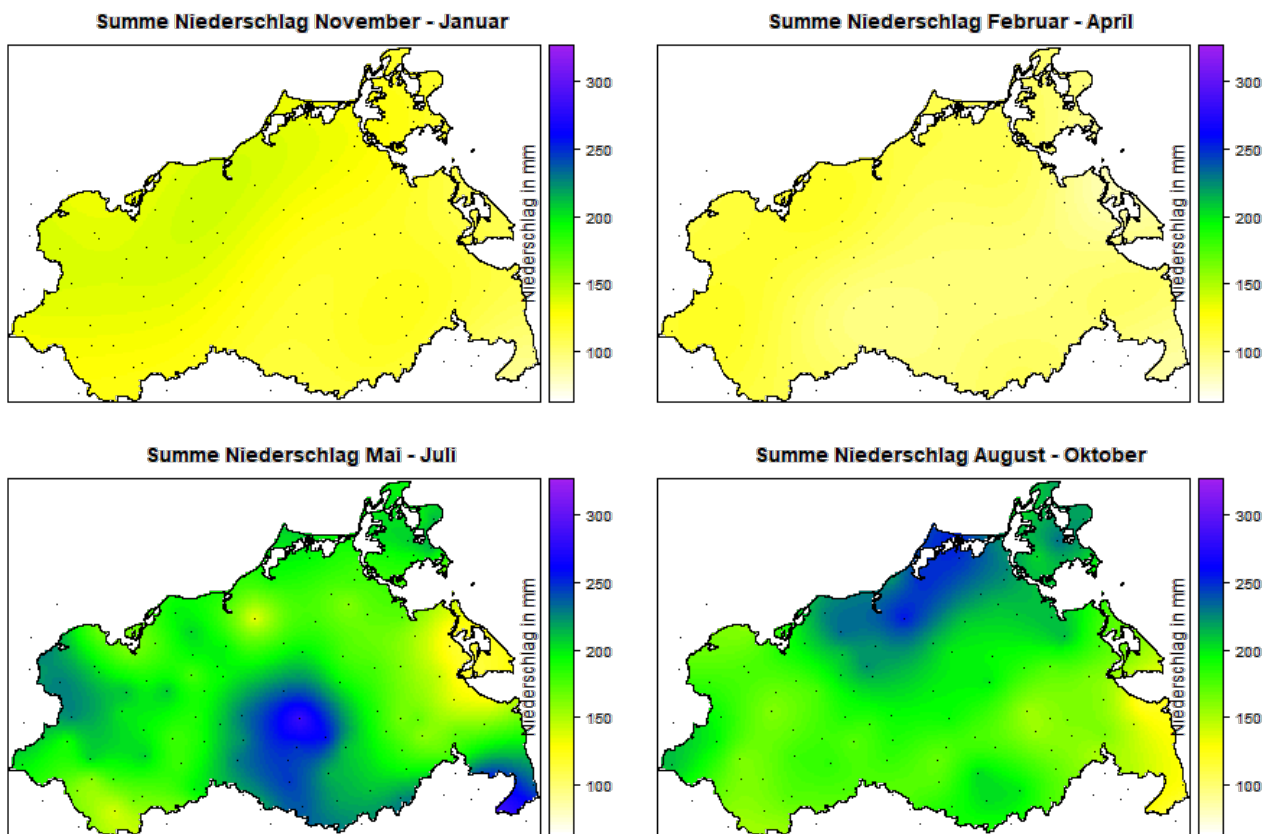 Summe Niederschlag November - Januar
300
250
200
150
100
Niederschlag in mm
Summe Niederschlag Februar - April
300
250
200
150
100
Niederschlag in mm
Summe Niederschlag Mai - Juli
300
250
200
150
100
Niederschlag in mm
Summe Niederschlag August - Oktober
300
250
200
150
100
Niederschlag in mm